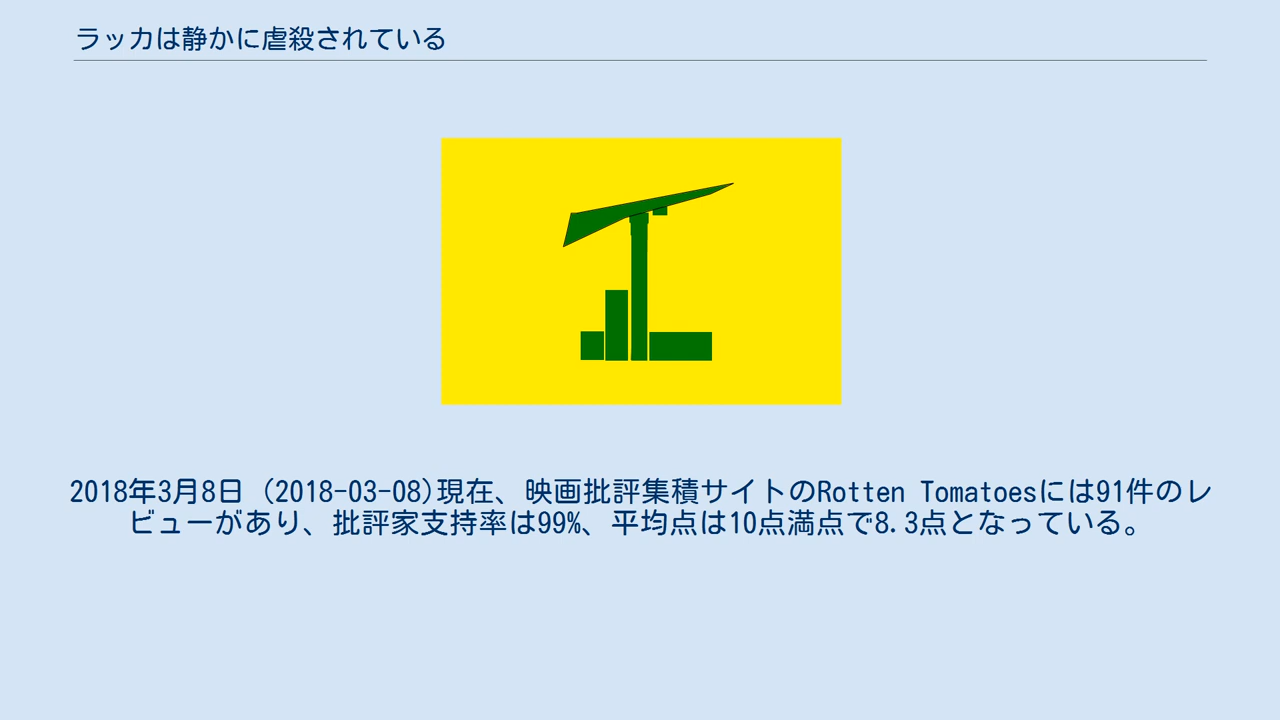 ラッカは静かに虐殺されている
2018年3月8日 (2018-03-08)現在、映画批評集積サイトのRotten Tomatoesには91件のレ
ビューがあり、批評家支持率は99%、平均点は10点満点で8.3点となっている。